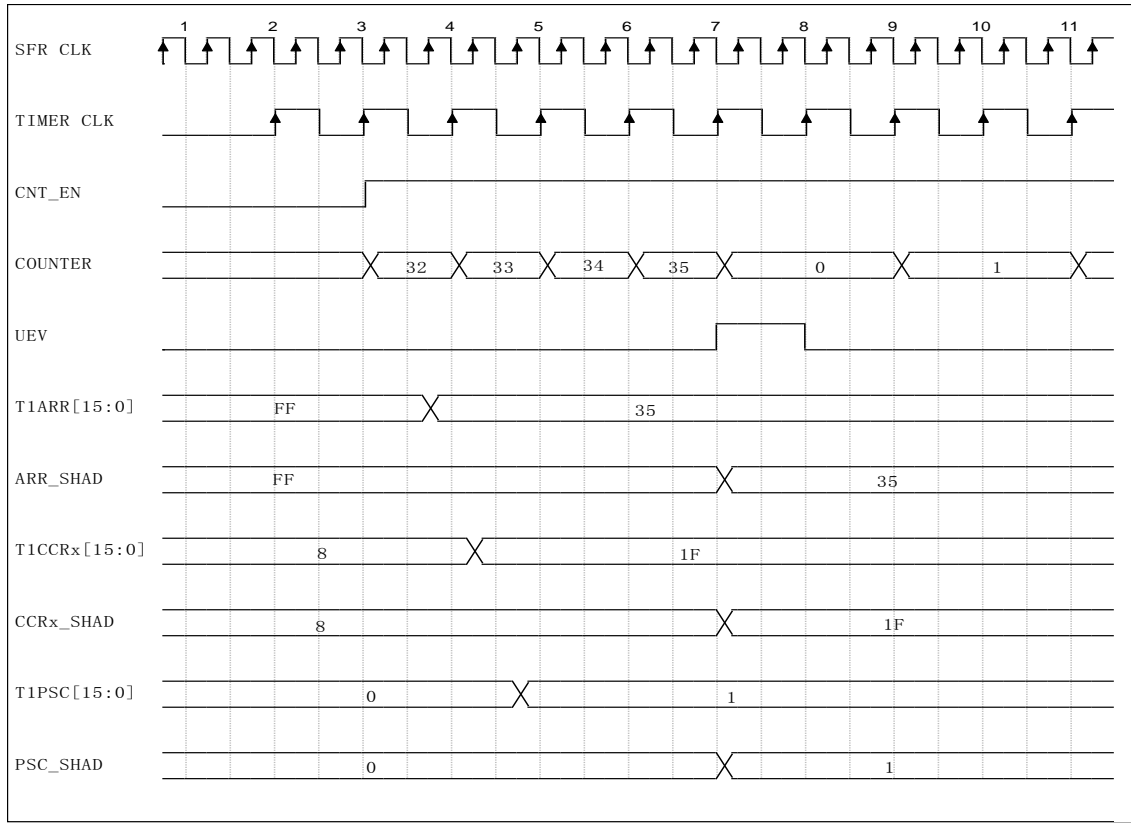 1 2 3 4 5 6 7 8 9 10 11
SFR CLK
TIMER CLK
CNT_EN
COUNTER 32 33 34 35 0 1
UEV
T1ARR[15:0] FF 35
ARR_SHAD FF 35
T1CCRx[15:0] 8 1F
CCRx_SHAD 8 1F
T1PSC[15:0] 0 1
PSC_SHAD 0 1